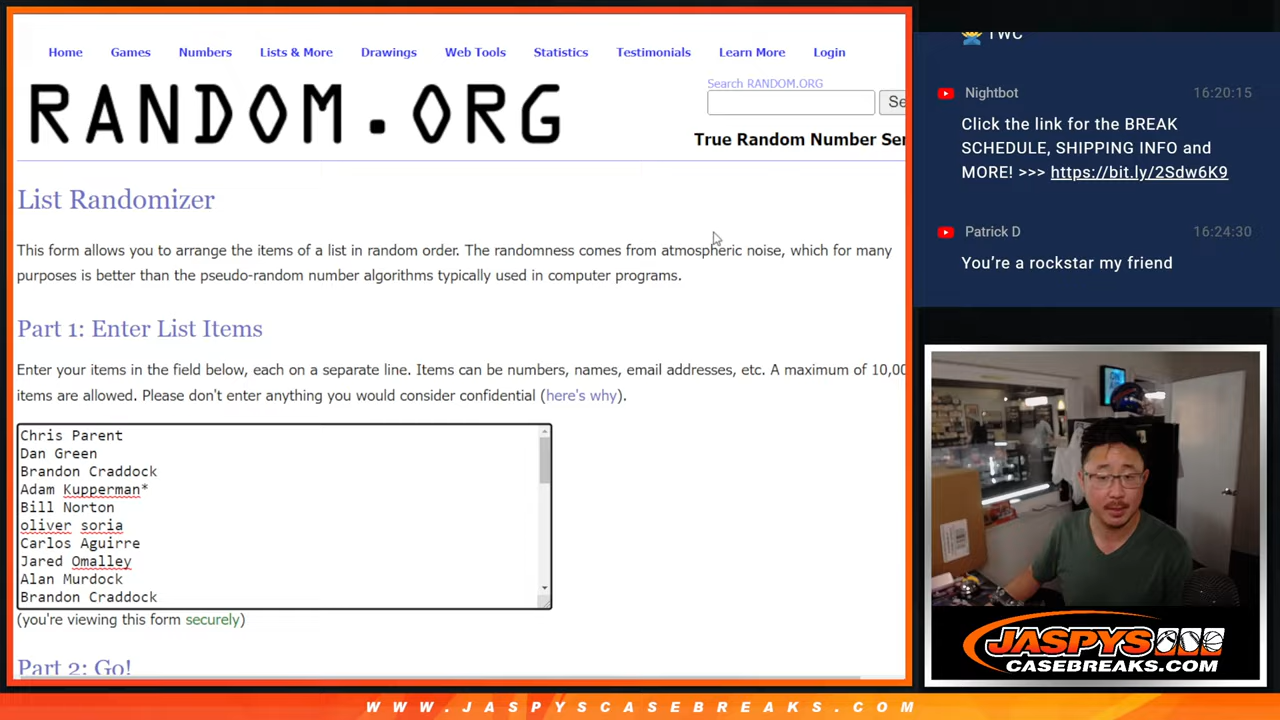 Home Games Numbers Lists & More Drawings Web Tools Statistics Testimonials Learn More Login
RANDOM.ORG
Search RANDOM.ORG
True Random Number
List Randomizer
This form allows you to arrange the items of a list in random order. The randomness comes from atmospheric noise, which for many
purposes is better than the pseudo-random number algorithms typically used in computer programs.
Part 1: Enter List Items
Enter your items in the field below, each on a separate line. Items can be numbers, names, email addresses, etc. A maximum of 10,00
items are allowed. Please don't enter anything you would consider confidential (here's why).
Chris Parent
Dan Green
Brandon Craddock
Adam Kupperman*
Bill Norton
oliver soria
Carlos Aguirre
Jared Omalley
Alan Murdock
Brandon Craddock
(you're viewing this form securely)
Part 2: Go!
TWC
Nightbot 16:20:15
Click the link for the BREAK
SCHEDULE, SHIPPING INFO and
MORE! >>> https://bit.ly/2Sdw6K9
Patrick D 16:24:30
You're a rockstar my friend
JASPYS
CASEBREAKS.COM
WWW.JASPYSCASEBREAKS.COM